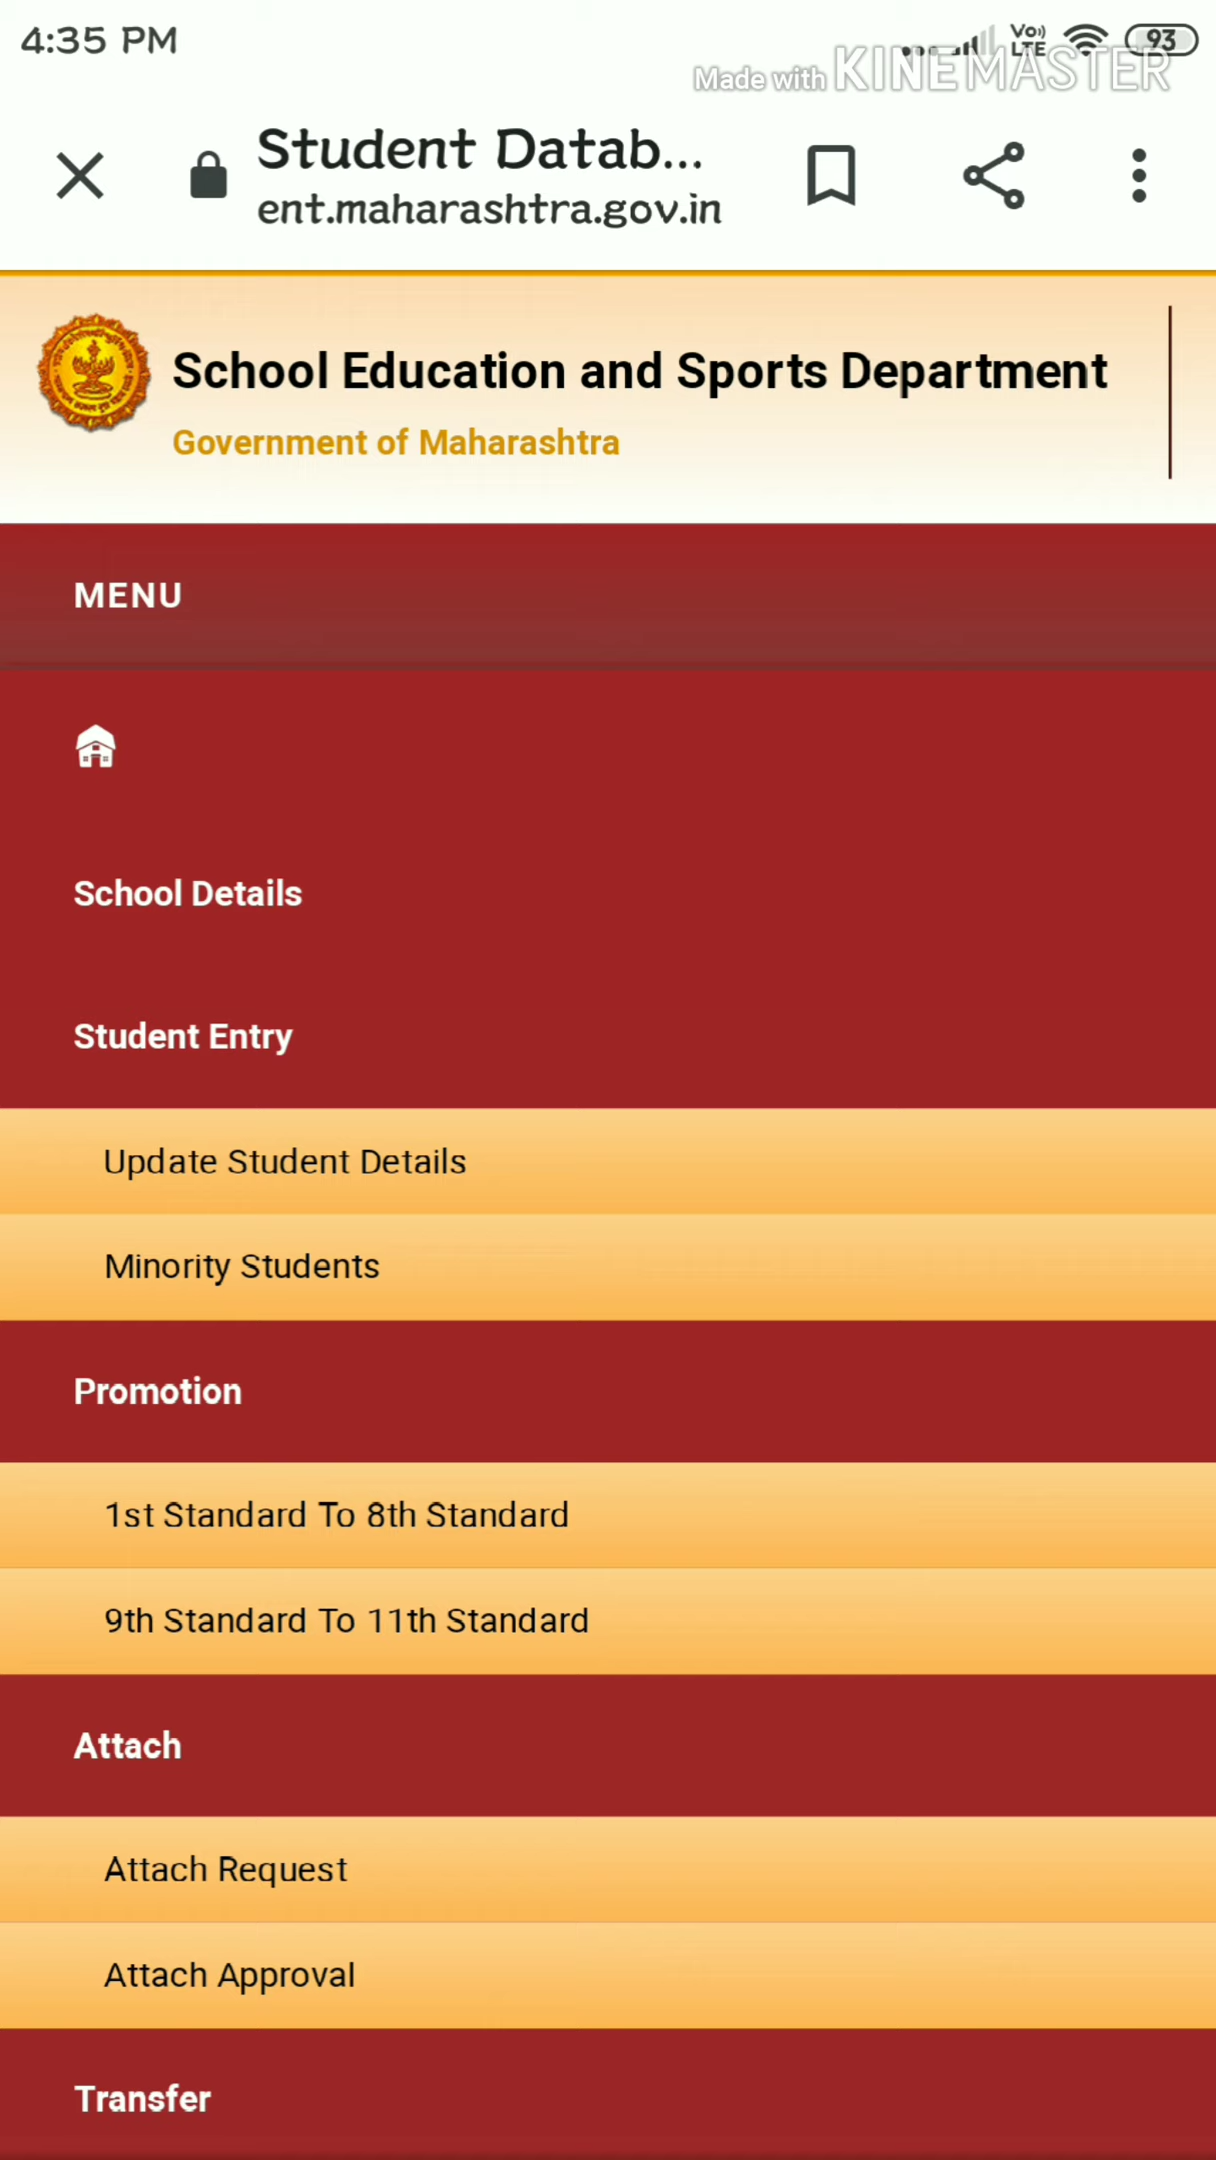 4:35 PM
Vo)) LTE
93
Made with KINEMASTER
Student Datab...
ent.maharashtra.gov.in
School Education and Sports Department
Government of Maharashtra
MENU
School Details
Student Entry
Update Student Details
Minority Students
Promotion
1st Standard To 8th Standard
9th Standard To 11th Standard
Attach
Attach Request
Attach Approval
Transfer